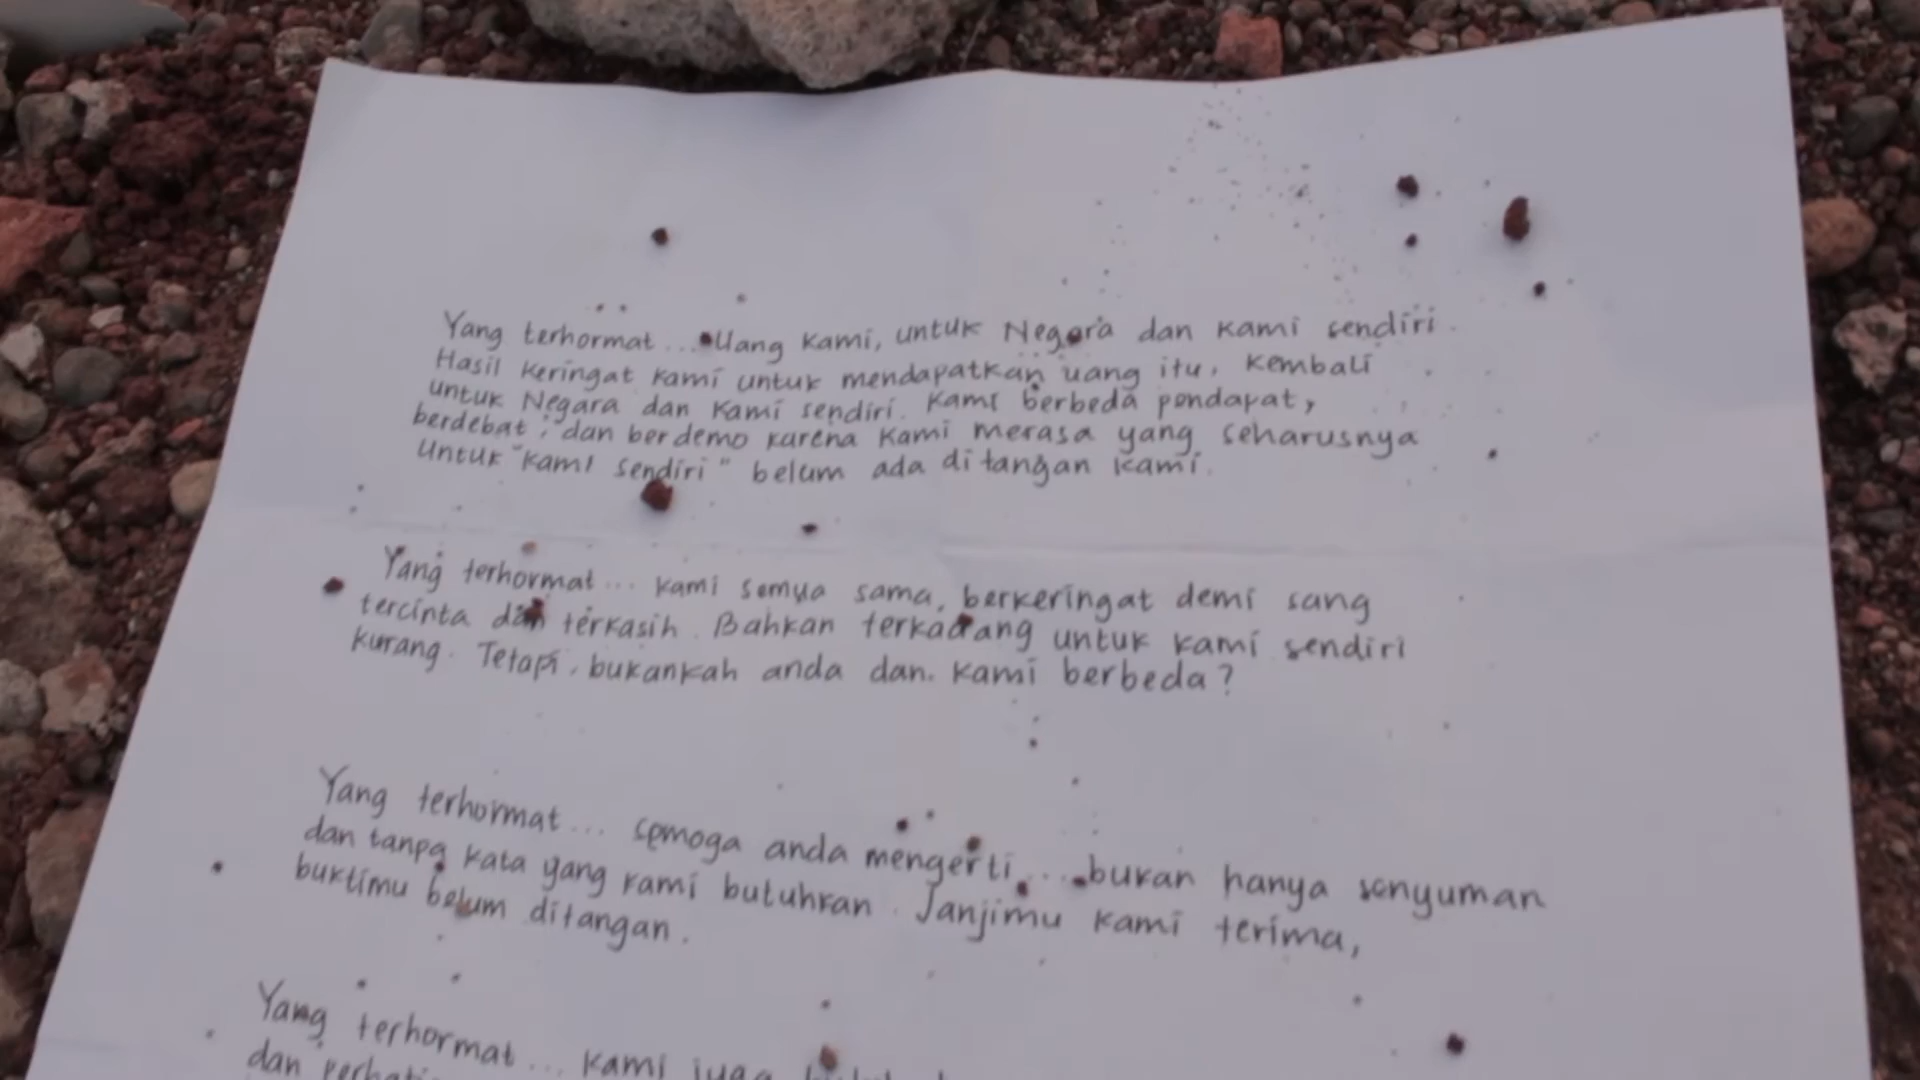 Yang terhormat... Uang kami, untuk Negara dan kami sendiri.
Hasil keringat kami untuk mendapatkan uang itu, kembali
untuk Negara dan kami sendiri. Kami berbeda pendapat,
berdebat, dan berdemo karena kami merasa yang seharusnya
untuk "kami sendiri" belum ada ditangan kami.
Yang terhormat... kami semua sama, berkeringat demi sang
tercinta dan terkasih. Bahkan terkadang untuk kami sendiri
kurang. Tetapi, bukankah anda dan kami berbeda?
Yang terhormat... semoga anda mengerti... bukan hanya senyuman
dan tanpa kata yang kami butuhkan. Janjimu kami terima,
buktimu belum ditangan.
Yang terhormat... kami juga
dan